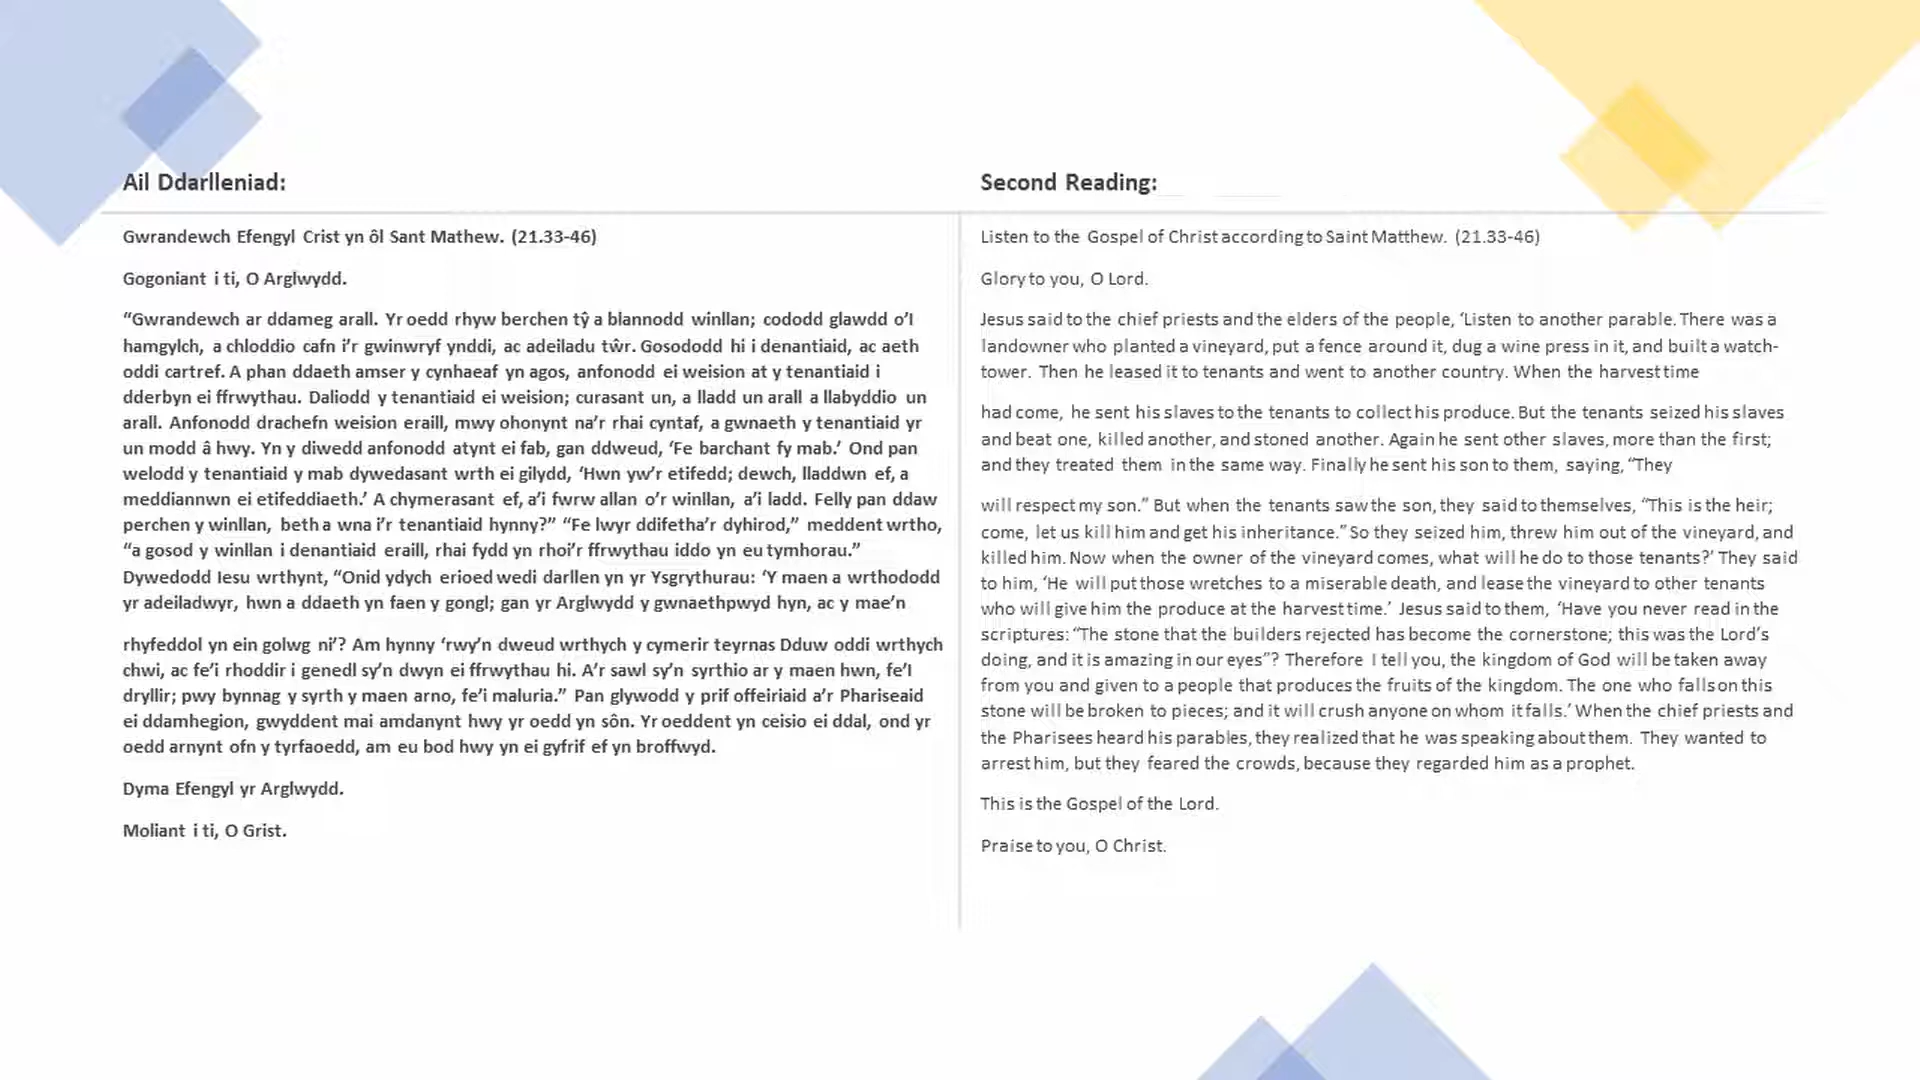 Ail Ddarlleniad:
Gwrandewch Efengyl Crist yn ôl Sant Mathew. (21.33-46)
Gogoniant i ti, O Arglwydd.
“Gwrandewch ar ddameg arall. Yr oedd rhyw berchen tŷ a blannodd winllan; cododd glawdd o’I
hamgylch, a chloddio cafn i’r gwinwryf ynddi, ac adeiladu tŵr. Gosododd hi i denantiaid, ac aeth
oddi cartref. A phan ddaeth amser y cynhaeaf yn agos, anfonodd ei weision at y tenantiaid i
dderbyn ei ffrwythau. Daliodd y tenantiaid ei weision; curasant un, a lladd un arall a llabyddio un
arall. Anfonodd drachefn weision eraill, mwy ohonynt na’r rhai cyntaf, a gwnaeth y tenantiaid yr
un modd â hwy. Yn y diwedd anfonodd atynt ei fab, gan ddweud, ‘Fe barchant fy mab.’ Ond pan
welodd y tenantiaid y mab dywedasant wrth ei gilydd, ‘Hwn yw’r etifedd; dewch, lladdwn ef, a
meddiannwn ei etifeddiaeth.’ A chymerasant ef, a’i fwrw allan o’r winllan, a’i ladd. Felly pan ddaw
perchen y winllan, beth a wna i’r tenantiaid hynny?” “Fe lwyr ddifetha’r dyhirod,” meddent wrtho,
“a gosod y winllan i denantiaid eraill, rhai fydd yn rhoi’r ffrwythau iddo yn eu tymhorau.”
Dywedodd Iesu wrthynt, “Onid ydych erioed wedi darllen yn yr Ysgrythurau: ‘Y maen a wrthododd
yr adeiladwyr, hwn a ddaeth yn faen y gongl; gan yr Arglwydd y gwnaethpwyd hyn, ac y mae’n
rhyfeddol yn ein golwg ni’? Am hynny ‘rwy’n dweud wrthych y cymerir teyrnas Dduw oddi wrthych
chwi, ac fe’i rhoddir i genedl sy’n dwyn ei ffrwythau hi. A’r sawl sy’n syrthio ar y maen hwn, fe’I
dryllir; pwy bynnag y syrth y maen arno, fe’i maluria.” Pan glywodd y prif offeiriaid a’r Phariseaid
ei ddamhegion, gwyddent mai amdanynt hwy yr oedd yn sôn. Yr oeddent yn ceisio ei ddal, ond yr
oedd arnynt ofn y tyrfaoedd, am eu bod hwy yn ei gyfrif ef yn broffwyd.
Dyma Efengyl yr Arglwydd.
Moliant i ti, O Grist.
Second Reading:
Listen to the Gospel of Christ according to Saint Matthew. (21.33-46)
Glory to you, O Lord.
Jesus said to the chief priests and the elders of the people, ‘Listen to another parable. There was a
landowner who planted a vineyard, put a fence around it, dug a wine press in it, and built a watch-
tower. Then he leased it to tenants and went to another country. When the harvest time
had come, he sent his slaves to the tenants to collect his produce. But the tenants seized his slaves
and beat one, killed another, and stoned another. Again he sent other slaves, more than the first;
and they treated them in the same way. Finally he sent his son to them, saying, “They
will respect my son.” But when the tenants saw the son, they said to themselves, “This is the heir;
come, let us kill him and get his inheritance.” So they seized him, threw him out of the vineyard, and
killed him. Now when the owner of the vineyard comes, what will he do to those tenants?’ They said
to him, ‘He will put those wretches to a miserable death, and lease the vineyard to other tenants
who will give him the produce at the harvest time.’ Jesus said to them, ‘Have you never read in the
scriptures: “The stone that the builders rejected has become the cornerstone; this was the Lord’s
doing, and it is amazing in our eyes”? Therefore I tell you, the kingdom of God will be taken away
from you and given to a people that produces the fruits of the kingdom. The one who falls on this
stone will be broken to pieces; and it will crush anyone on whom it falls.’ When the chief priests and
the Pharisees heard his parables, they realized that he was speaking about them. They wanted to
arrest him, but they feared the crowds, because they regarded him as a prophet.
This is the Gospel of the Lord.
Praise to you, O Christ.